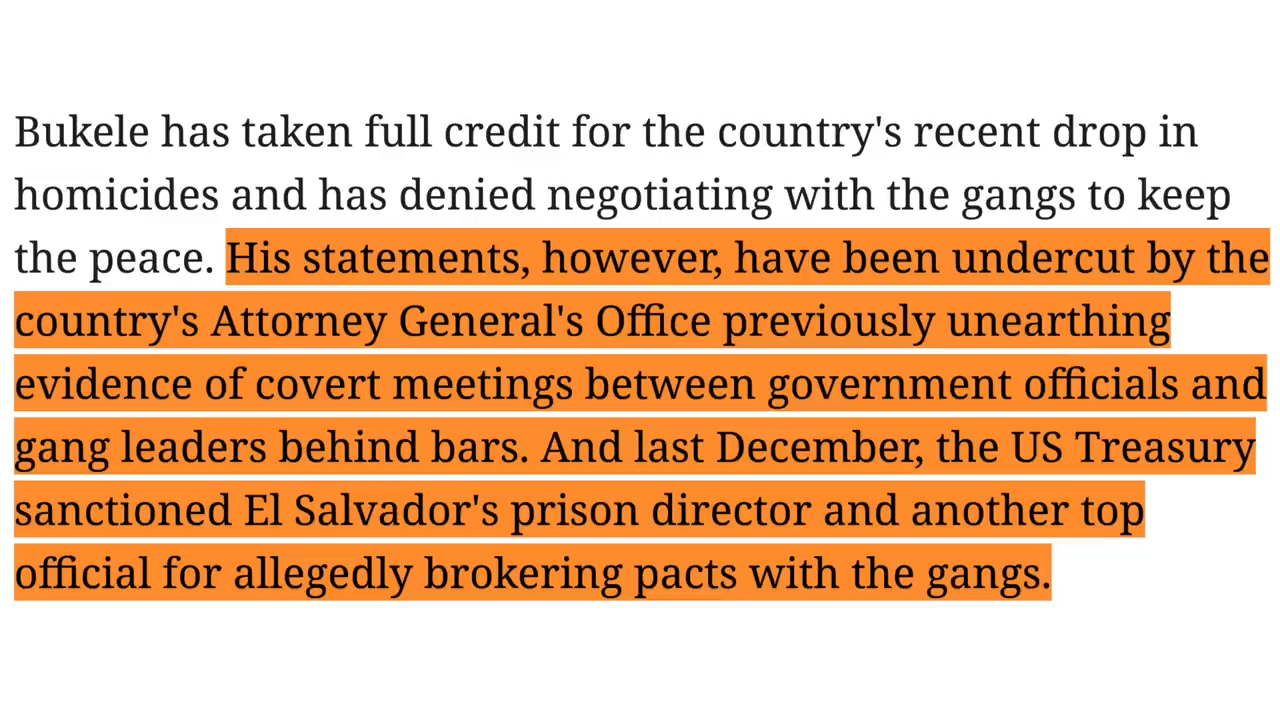 Bukele has taken full credit for the country's recent drop in
homicides and has denied negotiating with the gangs to keep
the peace. His statements, however, have been undercut by the
country's Attorney General's Office previously unearthing
evidence of covert meetings between government officials and
gang leaders behind bars. And last December, the US Treasury
sanctioned El Salvador's prison director and another top
official for allegedly brokering pacts with the gangs.